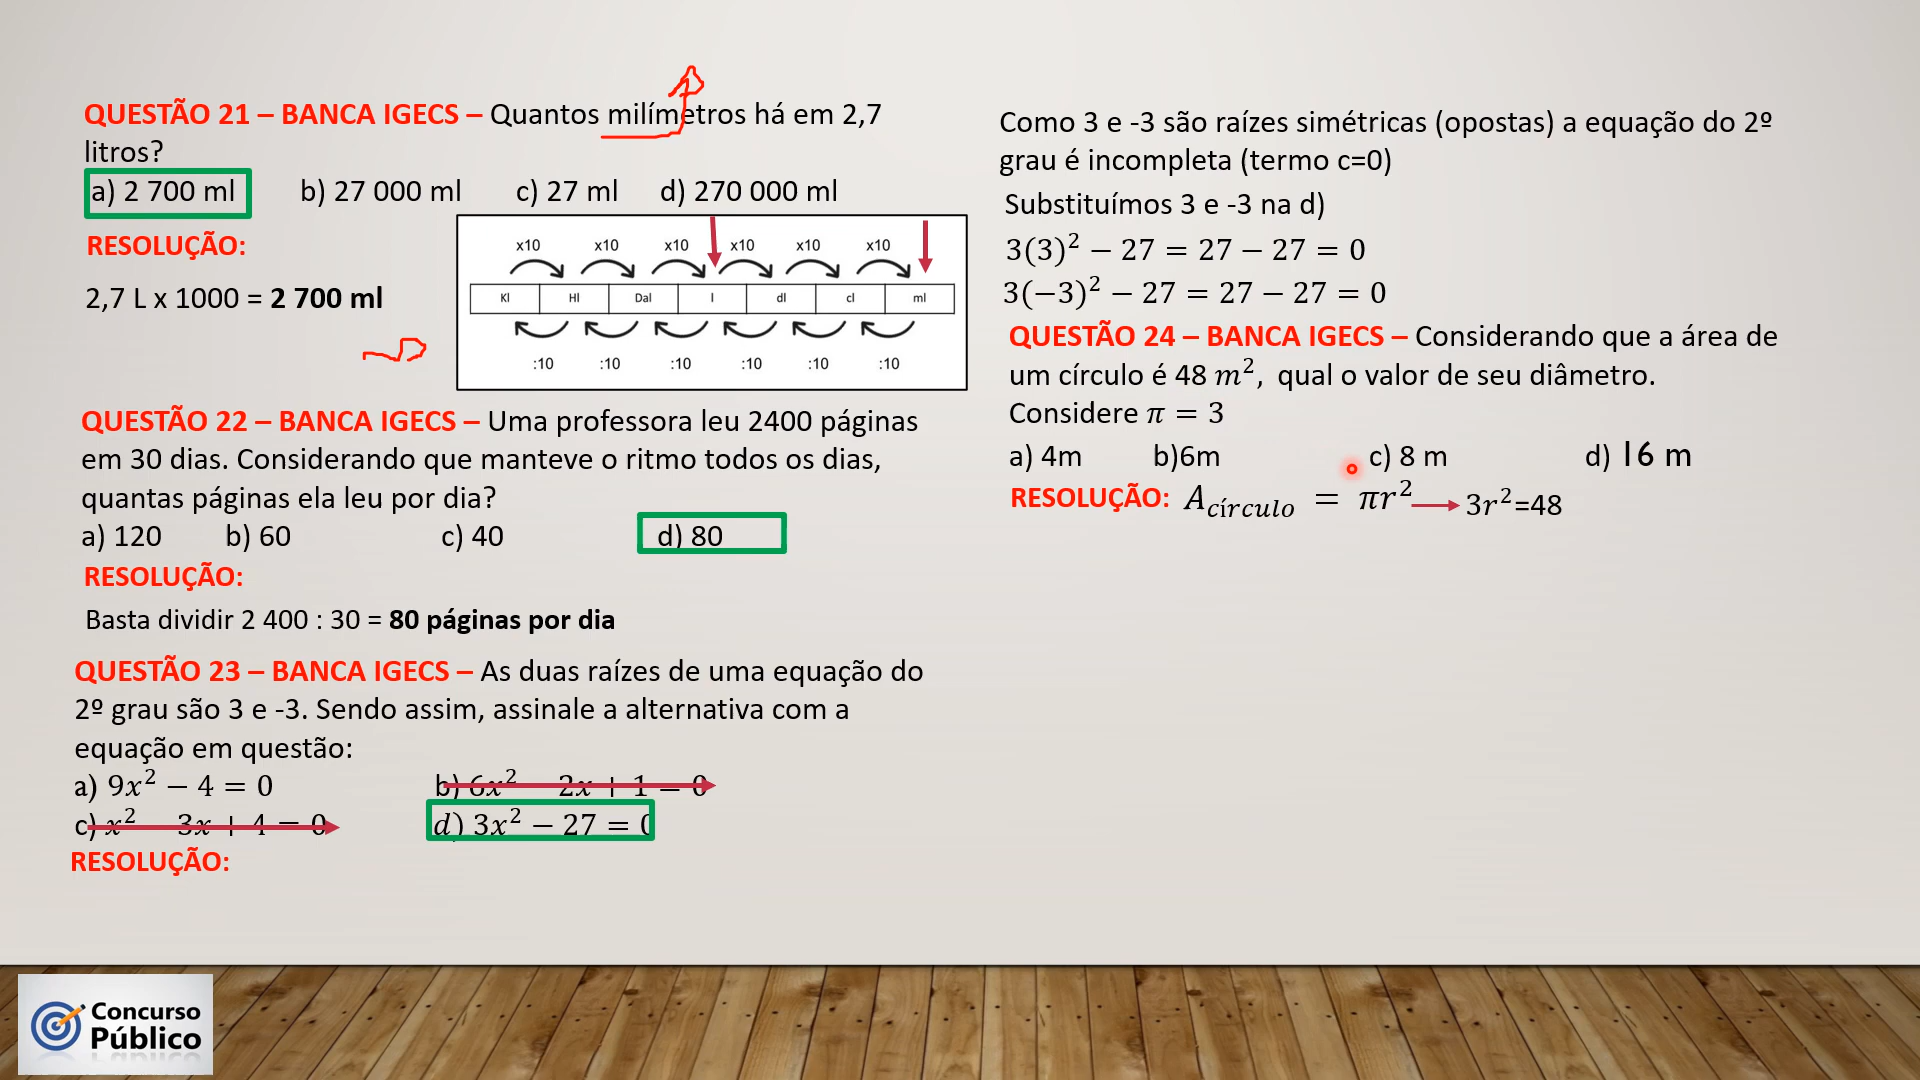 QUESTÃO 21 – BANCA IGECS – Quantos milímetros há em 2,7
litros?
a) 2 700 ml b) 27 000 ml c) 27 ml d) 270 000 ml
RESOLUÇÃO:
2,7 L x 1000 = 2 700 ml
x10 x10 x10 x10 x10 x10
Kl Hl Dal l dl cl ml
:10 :10 :10 :10 :10 :10
QUESTÃO 22 – BANCA IGECS – Uma professora leu 2400 páginas
em 30 dias. Considerando que manteve o ritmo todos os dias,
quantas páginas ela leu por dia?
a) 120 b) 60 c) 40 d) 80
RESOLUÇÃO:
Basta dividir 2 400 : 30 = 80 páginas por dia
QUESTÃO 23 – BANCA IGECS – As duas raízes de uma equação do
2º grau são 3 e -3. Sendo assim, assinale a alternativa com a
equação em questão:
a) 9x² − 4 = 0 b) 6x² − 2x + 1 = 0
c) x² − 3x + 4 = 0 d) 3x² − 27 = 0
RESOLUÇÃO:
Como 3 e -3 são raízes simétricas (opostas) a equação do 2º
grau é incompleta (termo c=0)
Substituímos 3 e -3 na d)
3(3)² − 27 = 27 − 27 = 0
3(−3)² − 27 = 27 − 27 = 0
QUESTÃO 24 – BANCA IGECS – Considerando que a área de
um círculo é 48 m², qual o valor de seu diâmetro.
Considere π = 3
a) 4m b)6m c) 8 m d) 16 m
RESOLUÇÃO: A círculo = πr² 3r²=48
Concurso
Público